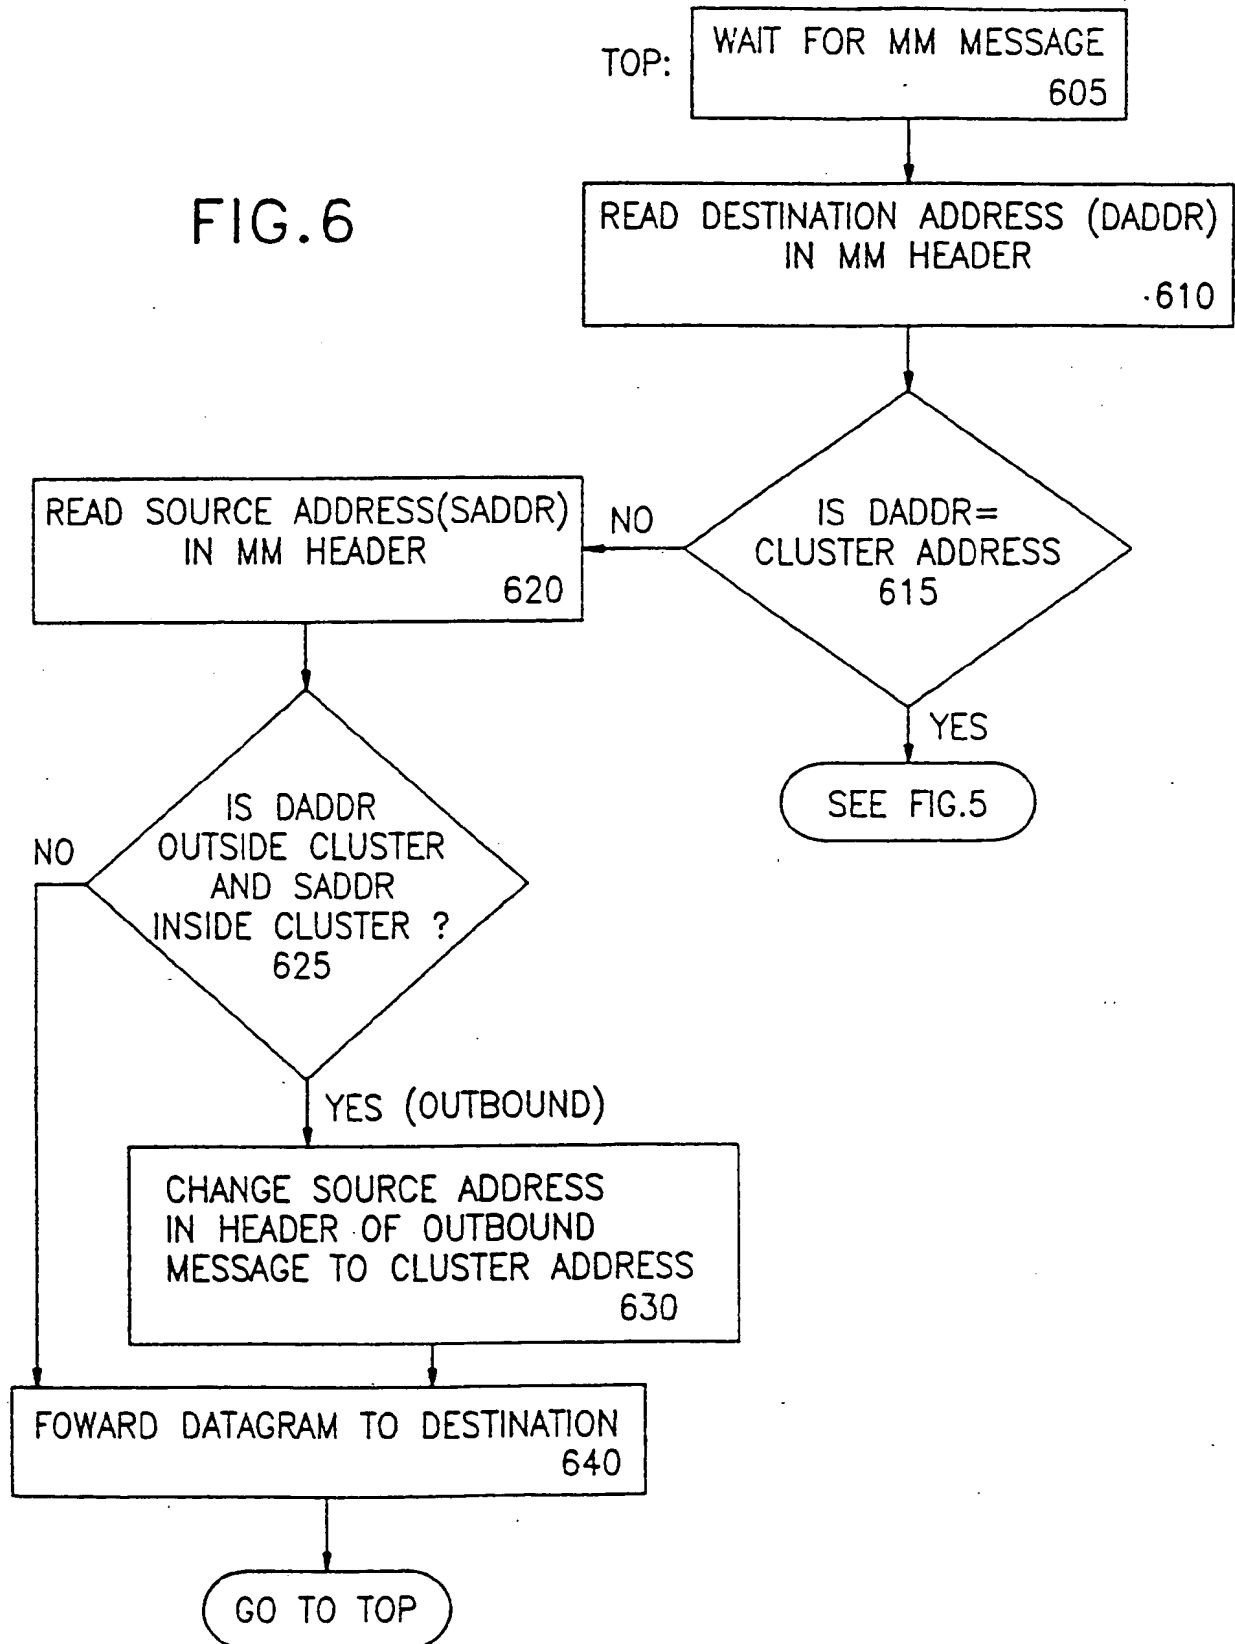 TOP:
WAIT FOR MM MESSAGE
605
FIG.6
READ DESTINATION ADDRESS (DADDR)
IN MM HEADER
610
IS DADDR=
CLUSTER ADDRESS
615
NO
YES
SEE FIG.5
READ SOURCE ADDRESS(SADDR)
IN MM HEADER
620
IS DADDR
OUTSIDE CLUSTER
AND SADDR
INSIDE CLUSTER ?
625
NO
YES (OUTBOUND)
CHANGE SOURCE ADDRESS
IN HEADER OF OUTBOUND
MESSAGE TO CLUSTER ADDRESS
630
FOWARD DATAGRAM TO DESTINATION
640
GO TO TOP